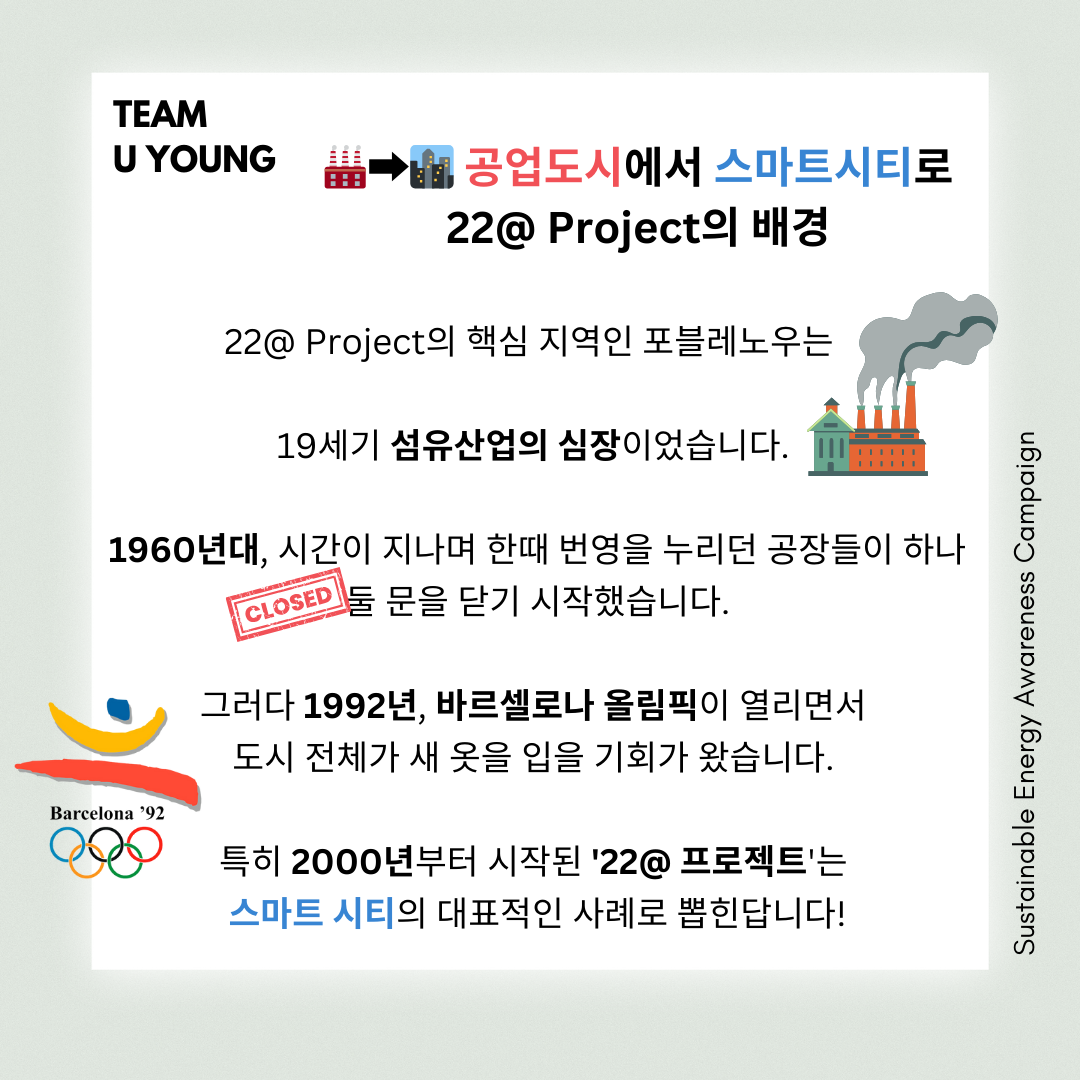 TEAM
U YOUNG
🏭➡🏙 공업도시에서 스마트시티로
22@ Project의 배경
22@ Project의 핵심 지역인 포블레노우는
19세기 섬유산업의 심장이었습니다.
1960년대, 시간이 지나며 한때 번영을 누리던 공장들이 하나
둘 문을 닫기 시작했습니다.
CLOSED
그러다 1992년, 바르셀로나 올림픽이 열리면서
도시 전체가 새 옷을 입을 기회가 왔습니다.
Barcelona ’92
특히 2000년부터 시작된 '22@ 프로젝트'는
스마트 시티의 대표적인 사례로 뽑힌답니다!
Sustainable Energy Awareness Campaign